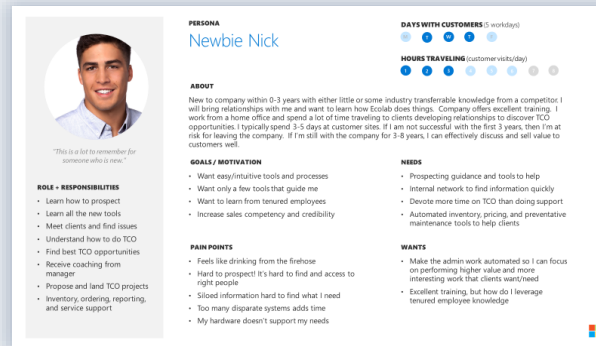 PERSONA
Newbie Nick
DAYS WITH CUSTOMERS (5 workdays)
M T W T F
HOURS TRAVELING (customer visits/day)
1 2 3 4 5 6 7 8
"This is a lot to remember for
someone who is new."
ROLE + RESPONSIBILITIES
• Learn how to prospect
• Learn all the new tools
• Meet clients and find issues
• Understand how to do TCO
• Find best TCO opportunities
• Receive coaching from
manager
• Propose and land TCO projects
• Inventory, ordering, reporting,
and service support
ABOUT
New to company within 0-3 years with either little or some industry transferrable knowledge from a competitor. I
will bring relationships with me and want to learn how Ecolab does things. Company offers excellent training. I
work from a home office and spend a lot of time traveling to clients developing relationships to discover TCO
opportunities. I typically spend 3-5 days at customer sites. If I am not successful with the first 3 years, then I'm at
risk for leaving the company. If I'm still with the company for 3-8 years, I can effectively discuss and sell value to
customers well.
GOALS / MOTIVATION
• Want easy/intuitive tools and processes
• Want only a few tools that guide me
• Want to learn from tenured employees
• Increase sales competency and credibility
NEEDS
• Prospecting guidance and tools to help
• Internal network to find information quickly
• Devote more time on TCO than doing support
• Automated inventory, pricing, and preventative
maintenance tools to help clients
PAIN POINTS
• Feels like drinking from the firehose
• Hard to prospect! It's hard to find and access to
right people
• Siloed information hard to find what I need
• Too many disparate systems adds time
• My hardware doesn't support my needs
WANTS
• Make the admin work automated so I can focus
on performing higher value and more
interesting work that clients want/need
• Excellent training, but how do I leverage
tenured employee knowledge